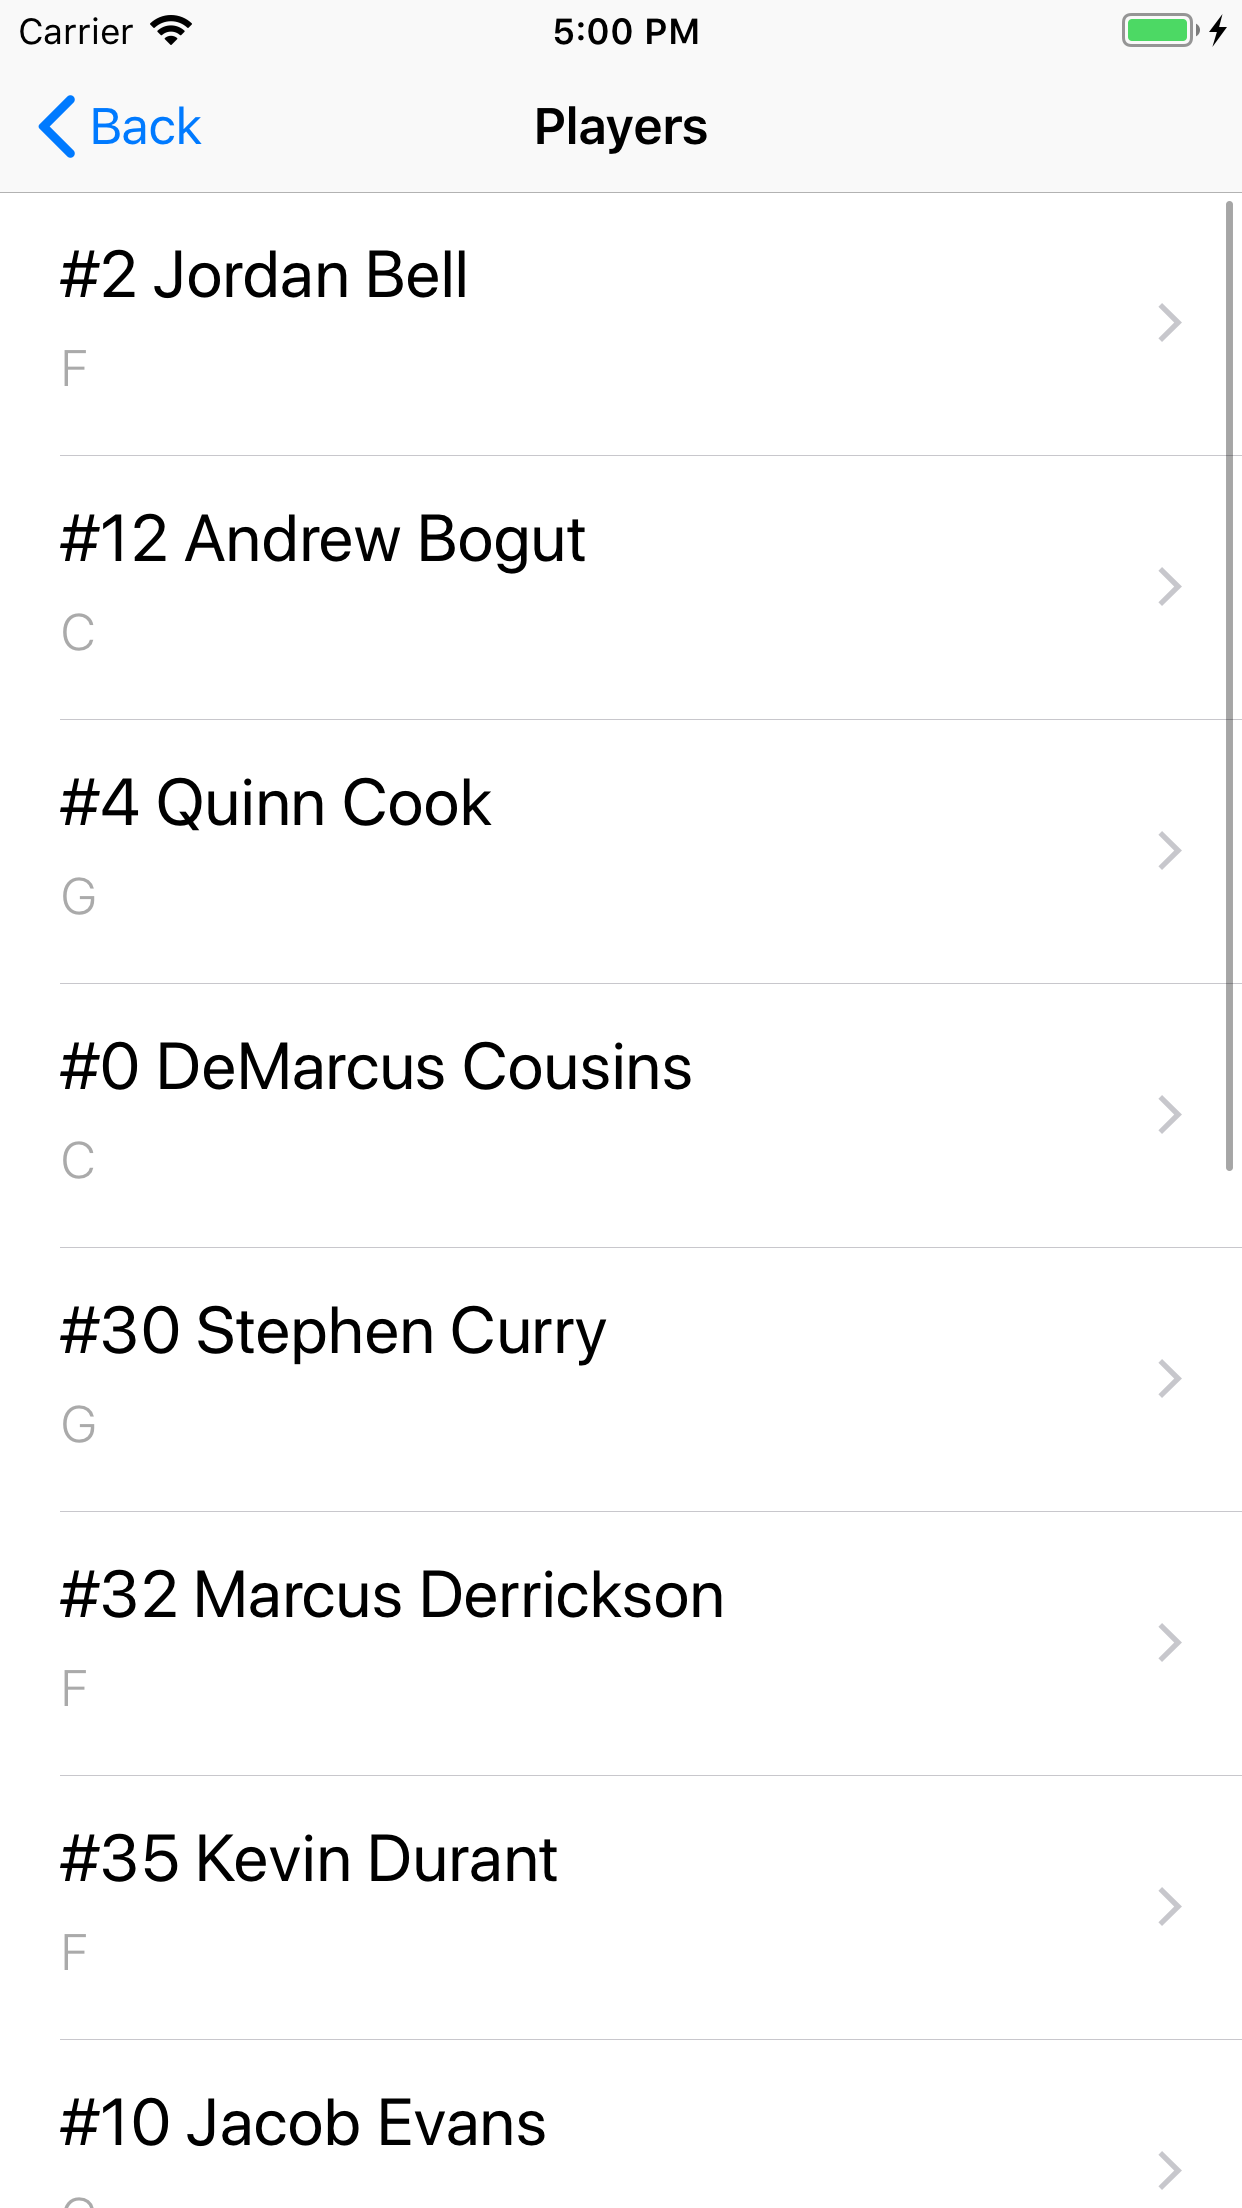 Carrier 5:00 PM
Back Players
#2 Jordan Bell
F
#12 Andrew Bogut
C
#4 Quinn Cook
G
#0 DeMarcus Cousins
C
#30 Stephen Curry
G
#32 Marcus Derrickson
F
#35 Kevin Durant
F
#10 Jacob Evans